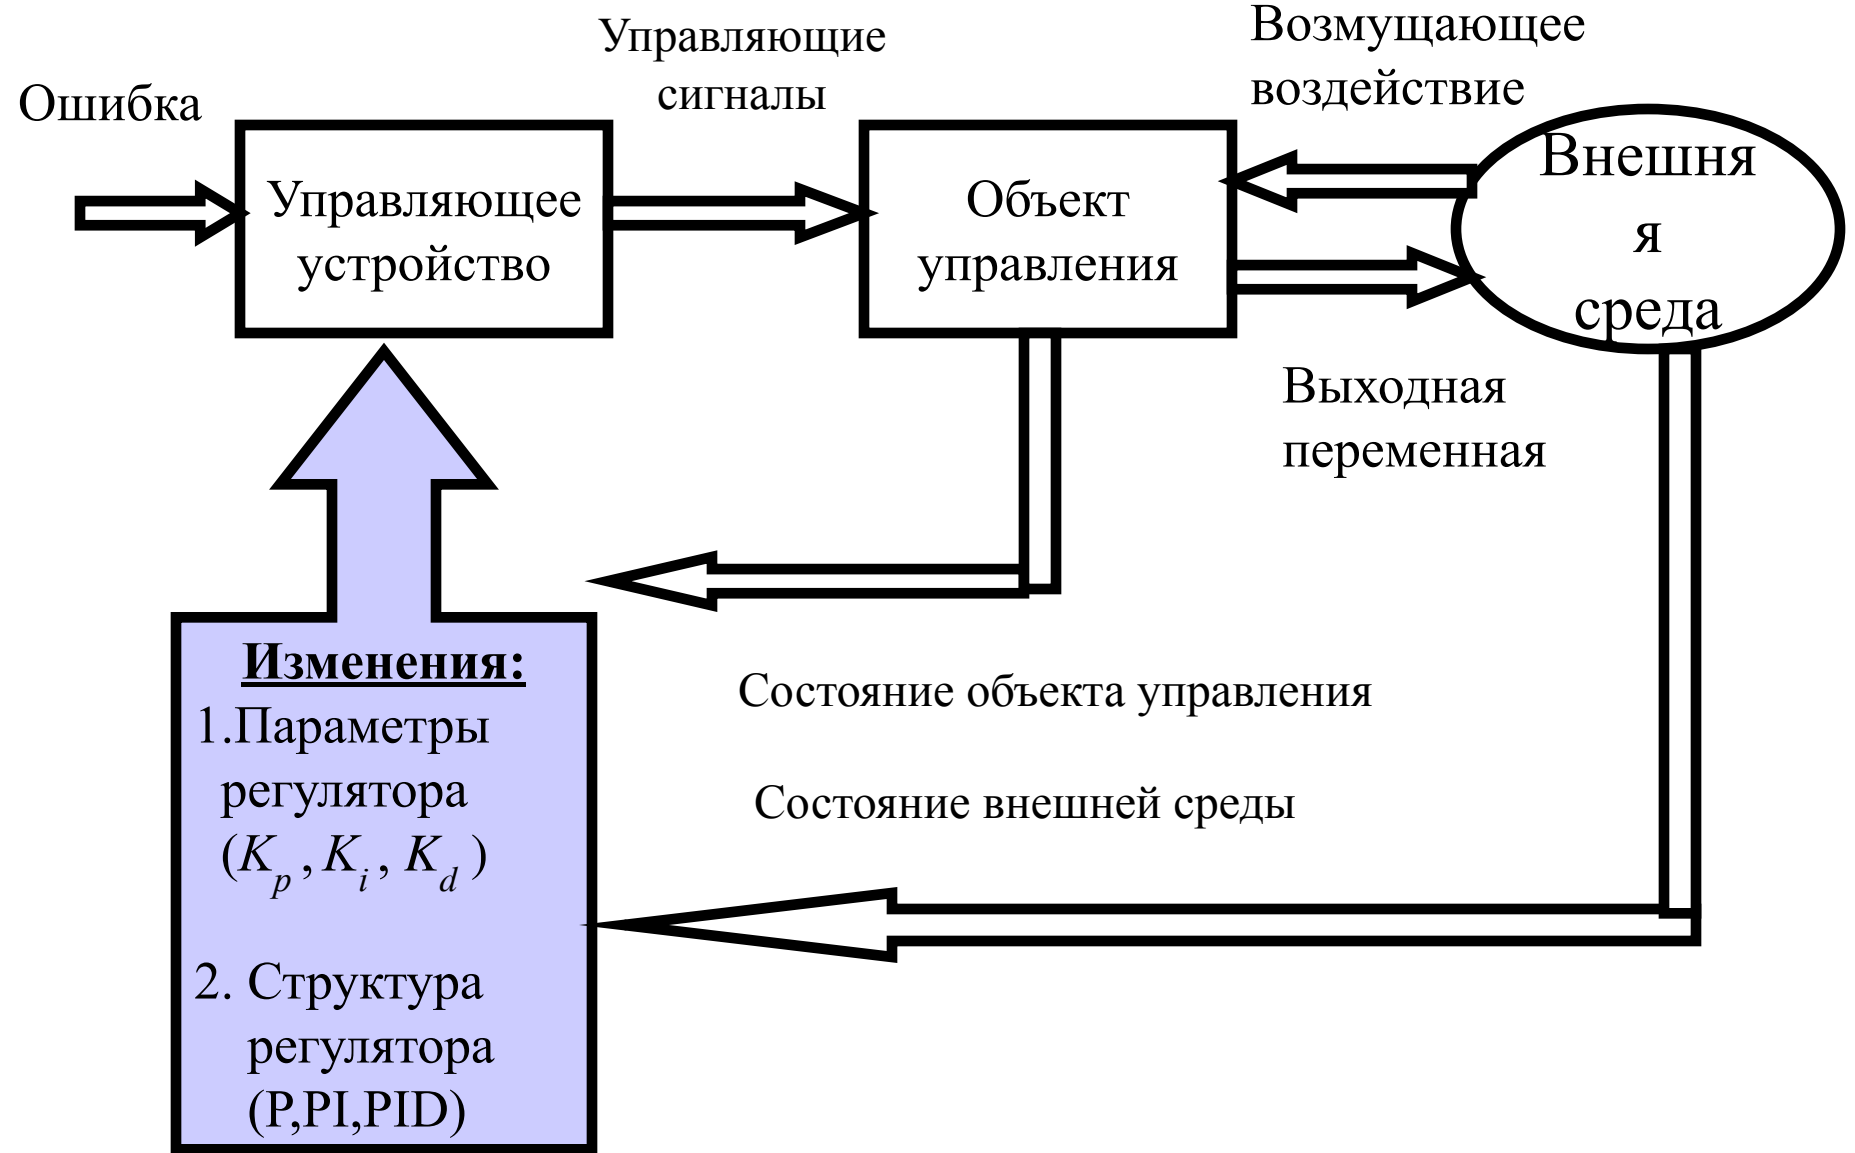 Ошибка
Управляющие
сигналы
Возмущающее
воздействие
Управляющее
устройство
Объект
управления
Внешня
я
среда
Выходная
переменная
Изменения:
1.Параметры
регулятора
(Kp, Ki, Kd)
2. Структура
регулятора
(P,PI,PID)
Состояние объекта управления
Состояние внешней среды